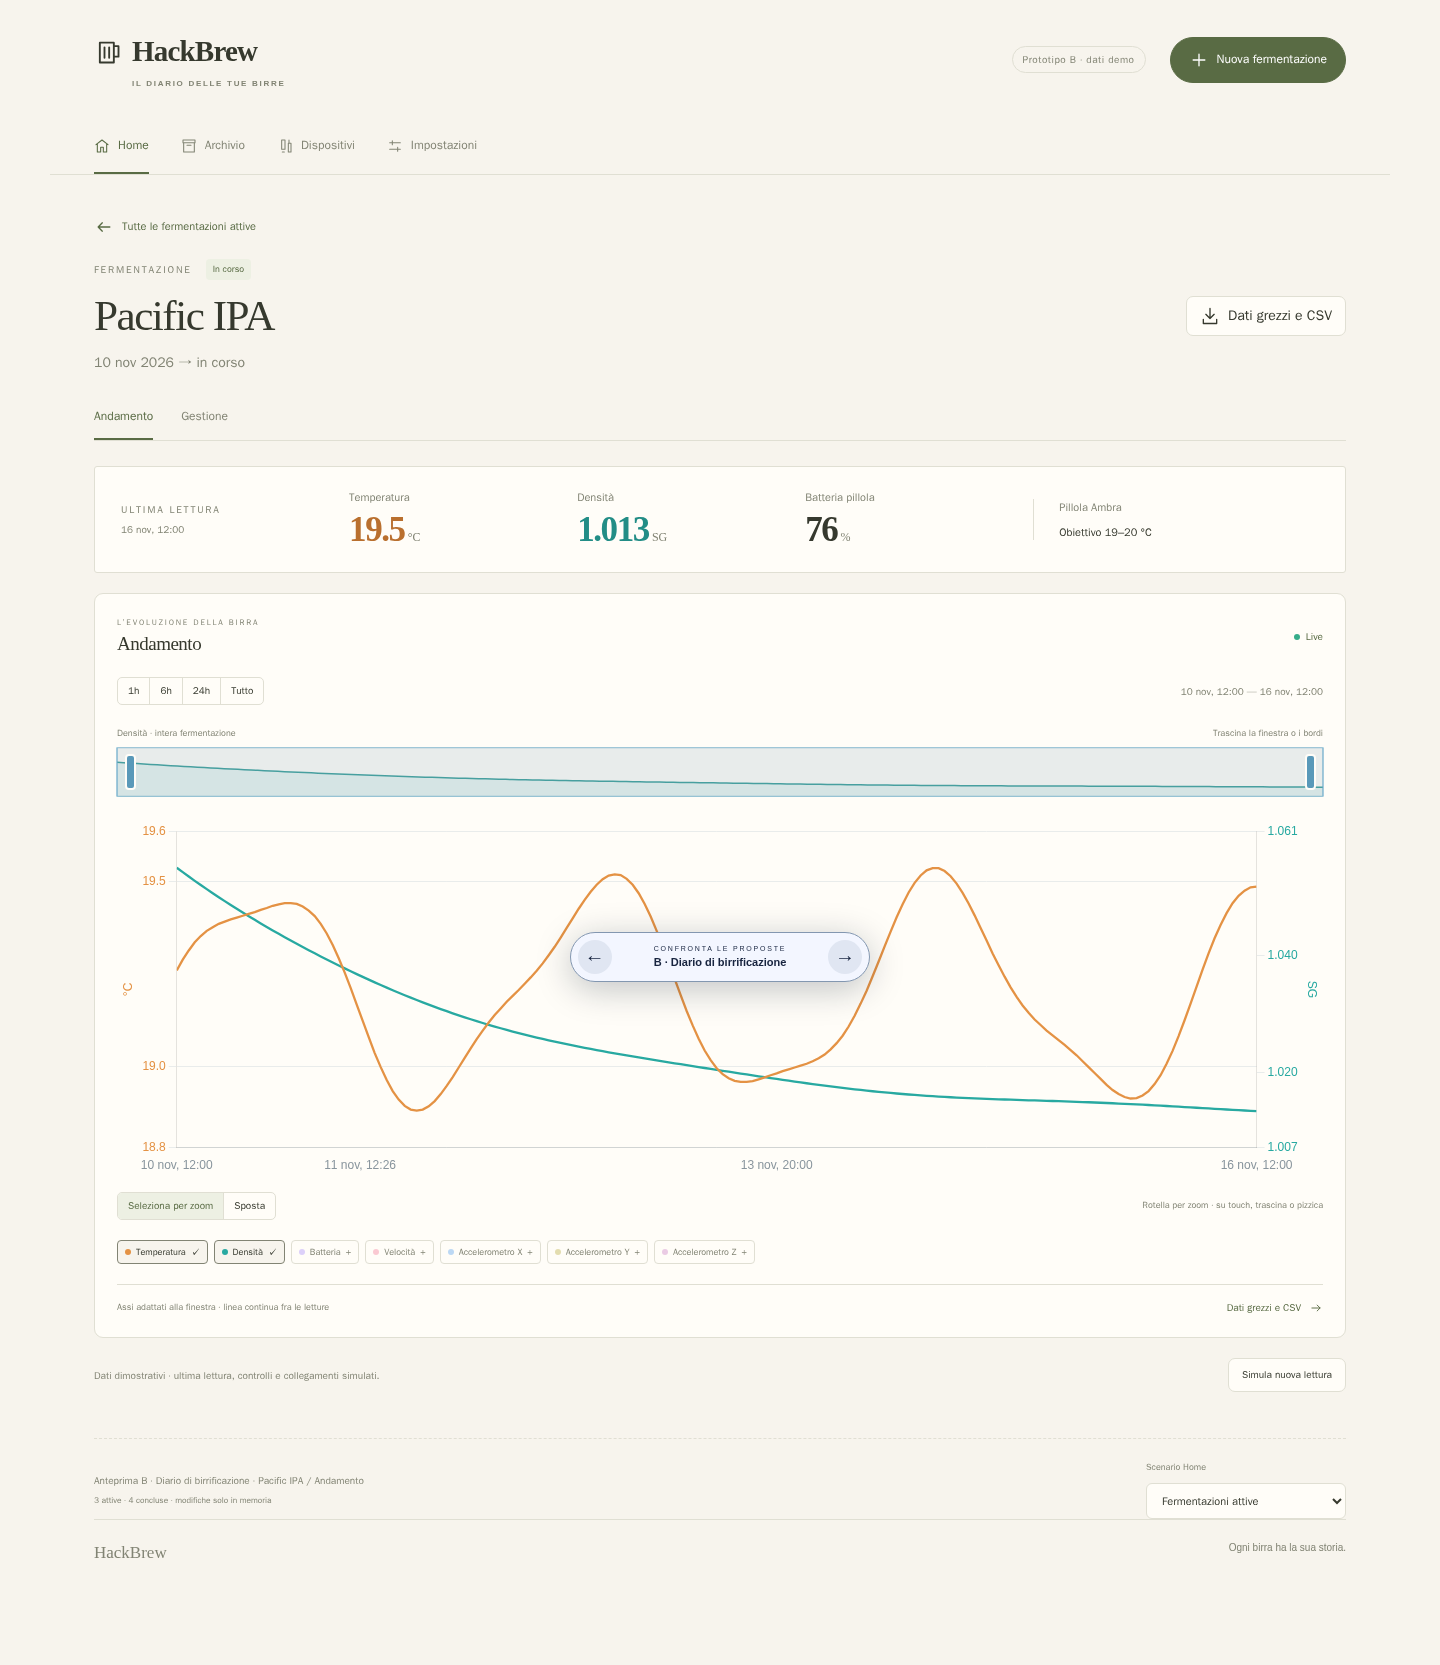 HackBrew
IL DIARIO DELLE TUE BIRRE
Prototipo B · dati demo
Nuova fermentazione
Home
Archivio
Dispositivi
Impostazioni
← Tutte le fermentazioni attive
FERMENTAZIONE
In corso
Pacific IPA
Dati grezzi e CSV
10 nov 2026 → in corso
Andamento
Gestione
ULTIMA LETTURA
16 nov, 12:00
Temperatura
19.5 °C
Densità
1.013 SG
Batteria pillola
76 %
Pillola Ambra
Obiettivo 19–20 °C
L'EVOLUZIONE DELLA BIRRA
Andamento
Live
1h
6h
24h
Tutto
10 nov, 12:00 — 16 nov, 12:00
Densità · intera fermentazione
Trascina la finestra o i bordi
19.6
19.5
19.0
18.8
°C
1.061
1.040
1.020
1.007
SG
CONFRONTA LE PROPOSTE
← B · Diario di birrificazione →
10 nov, 12:00
11 nov, 12:26
13 nov, 20:00
16 nov, 12:00
Seleziona per zoom
Sposta
Rotella per zoom · su touch, trascina o pizzica
Temperatura ✓
Densità ✓
Batteria +
Velocità +
Accelerometro X +
Accelerometro Y +
Accelerometro Z +
Assi adattati alla finestra · linea continua fra le letture
Dati grezzi e CSV →
Dati dimostrativi · ultima lettura, controlli e collegamenti simulati.
Simula nuova lettura
Anteprima B · Diario di birrificazione · Pacific IPA / Andamento
3 attive · 4 concluse · modifiche solo in memoria
Scenario Home
Fermentazioni attive
HackBrew
Ogni birra ha la sua storia.